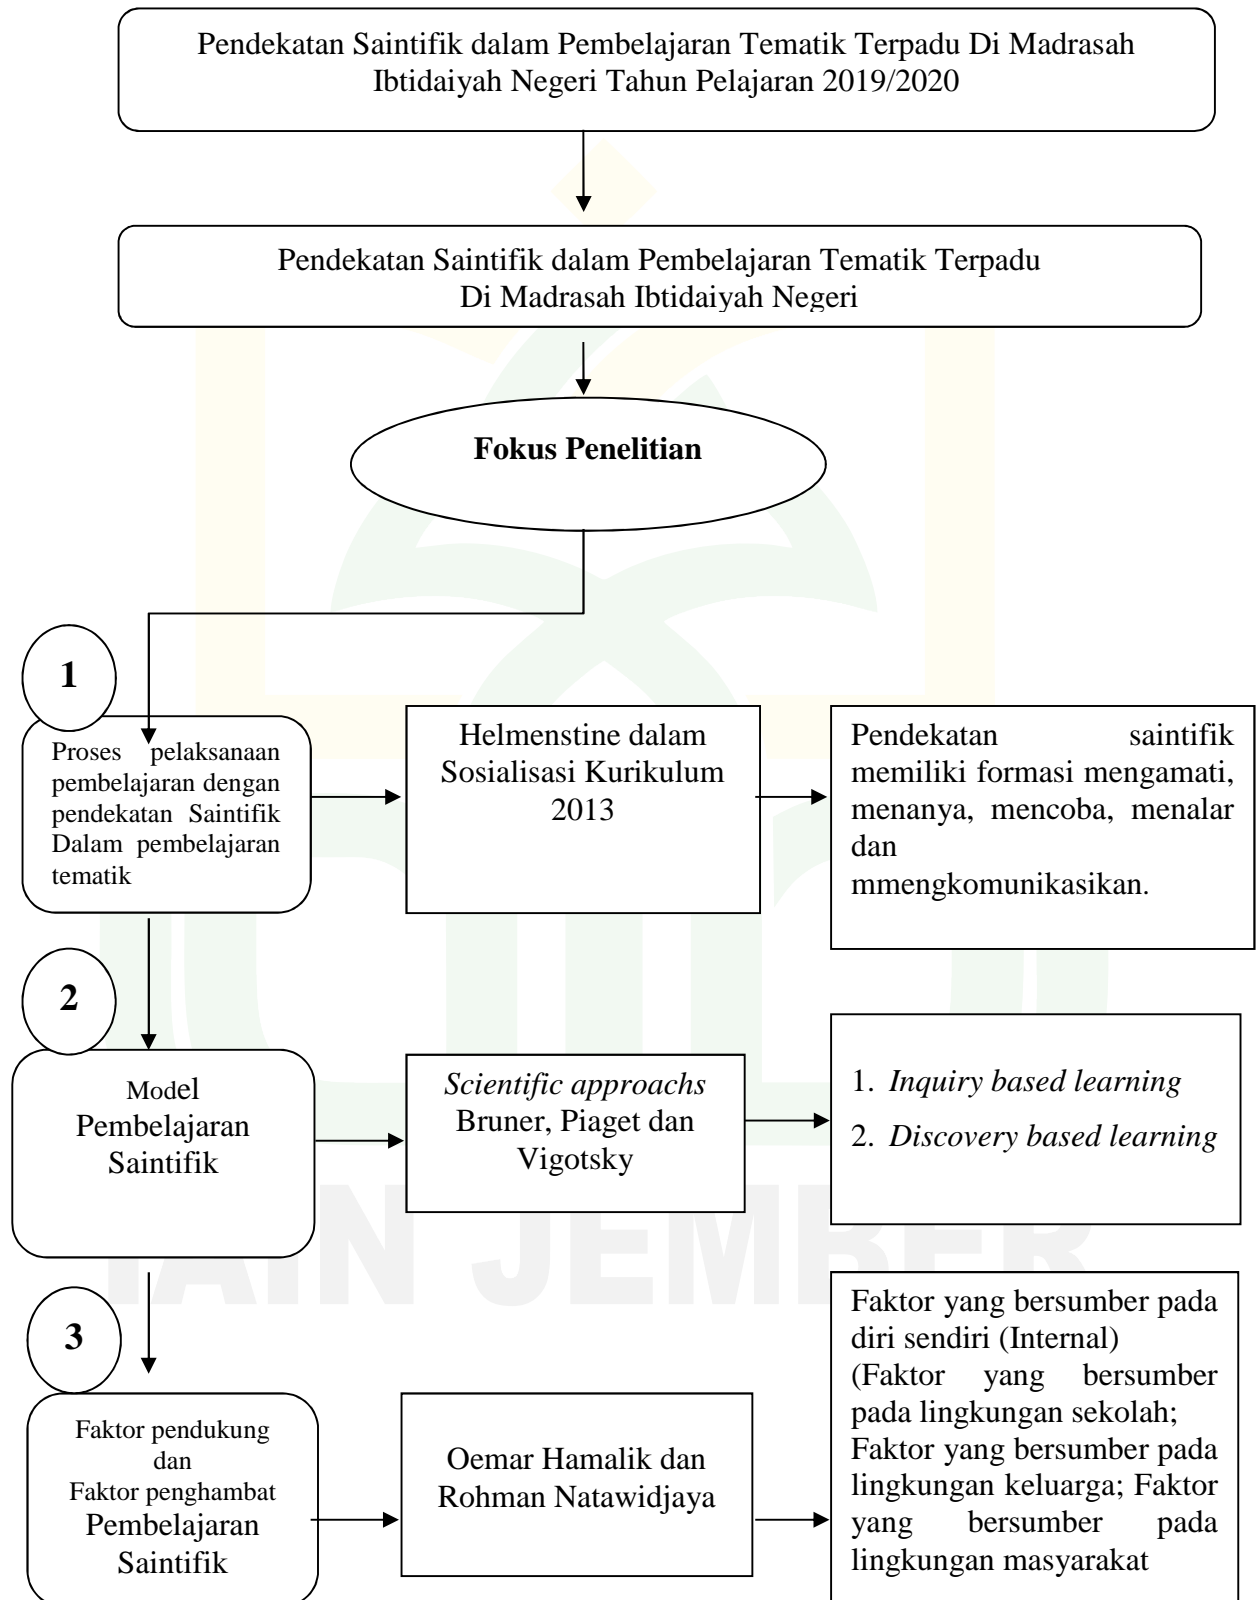 Pendekatan Saintifik dalam Pembelajaran Tematik Terpadu Di Madrasah
Ibtidaiyah Negeri Tahun Pelajaran 2019/2020
Pendekatan Saintifik dalam Pembelajaran Tematik Terpadu
Di Madrasah Ibtidaiyah Negeri
Fokus Penelitian
1
Proses pelaksanaan
pembelajaran dengan
pendekatan Saintifik
Dalam pembelajaran
tematik
Helmenstine dalam
Sosialisasi Kurikulum
2013
Pendekatan saintifik
memiliki formasi mengamati,
menanya, mencoba, menalar
dan
mmengkomunikasikan.
2
Model
Pembelajaran
Saintifik
Scientific approachs
Bruner, Piaget dan
Vigotsky
1. Inquiry based learning
2. Discovery based learning
IAIN JEMBER
3
Faktor pendukung
dan
Faktor penghambat
Pembelajaran
Saintifik
Oemar Hamalik dan
Rohman Natawidjaya
Faktor yang bersumber pada
diri sendiri (Internal)
(Faktor yang bersumber
pada lingkungan sekolah;
Faktor yang bersumber pada
lingkungan keluarga; Faktor
yang bersumber pada
lingkungan masyarakat